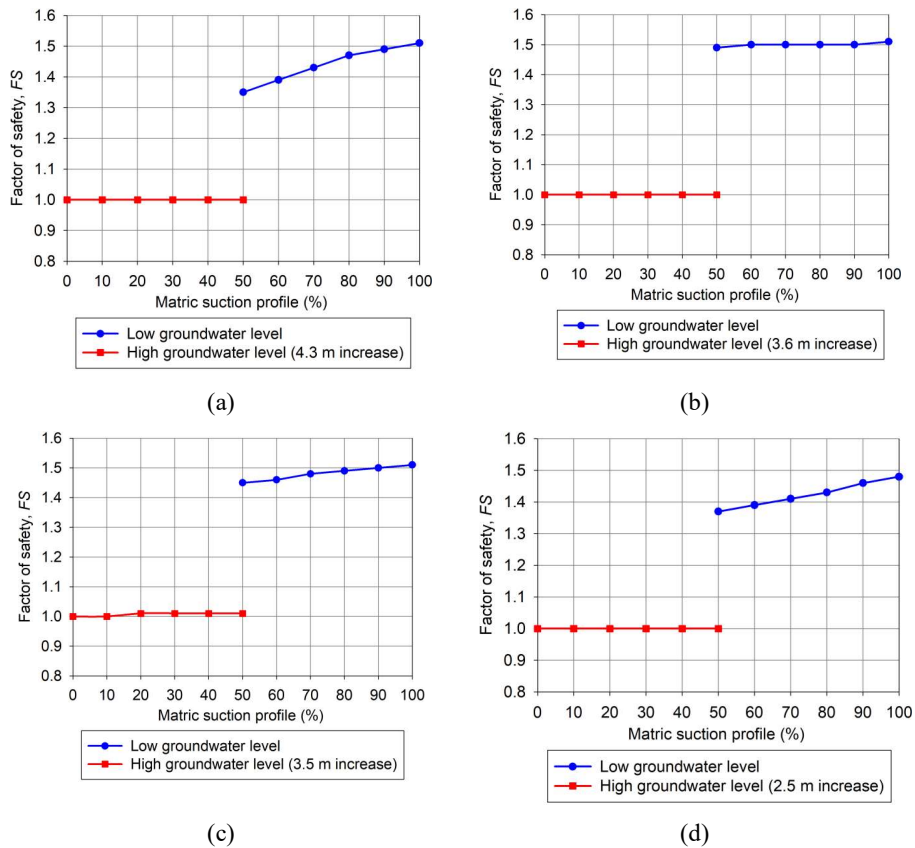 Factor of safety, FS
1.6
1.5
1.4
1.3
1.2
1.1
1.0
0.9
0.8
0 10 20 30 40 50 60 70 80 90 100
Matric suction profile (%)
Low groundwater level
High groundwater level (4.3 m increase)
(a)
Factor of safety, FS
1.6
1.5
1.4
1.3
1.2
1.1
1.0
0.9
0.8
0 10 20 30 40 50 60 70 80 90 100
Matric suction profile (%)
Low groundwater level
High groundwater level (3.6 m increase)
(b)
Factor of safety, FS
1.6
1.5
1.4
1.3
1.2
1.1
1.0
0.9
0.8
0 10 20 30 40 50 60 70 80 90 100
Matric suction profile (%)
Low groundwater level
High groundwater level (3.5 m increase)
(c)
Factor of safety, FS
1.6
1.5
1.4
1.3
1.2
1.1
1.0
0.9
0.8
0 10 20 30 40 50 60 70 80 90 100
Matric suction profile (%)
Low groundwater level
High groundwater level (2.5 m increase)
(d)